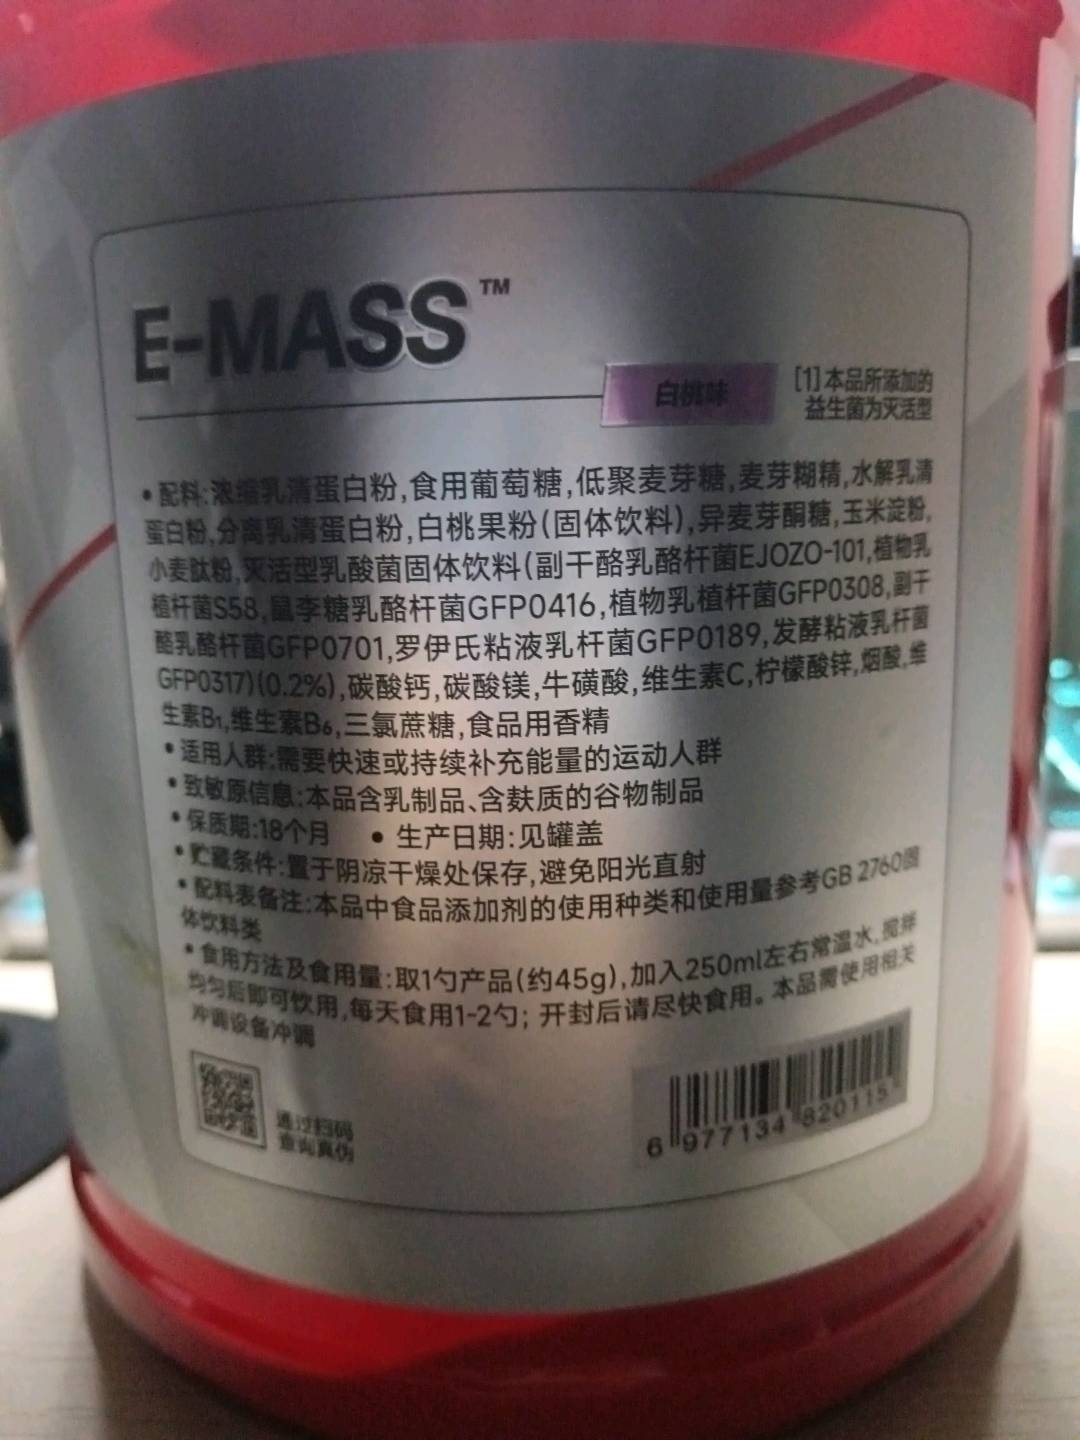 E-MASS™
白桃味
[1]本品所添加的
益生菌为灭活型
•配料:浓缩乳清蛋白粉,食用葡萄糖,低聚麦芽糖,麦芽糊精,水解乳清
蛋白粉,分离乳清蛋白粉,白桃果粉(固体饮料),异麦芽酮糖,玉米淀粉,
小麦肽粉,灭活型乳酸菌固体饮料(副干酪乳酪杆菌EJOZO-101,植物乳
植杆菌S58,鼠李糖乳酪杆菌GFP0416,植物乳植杆菌GFP0308,副干
酪乳酪杆菌GFP0701,罗伊氏粘液乳杆菌GFP0189,发酵粘液乳杆菌
GFP0317)(0.2%),碳酸钙,碳酸镁,牛磺酸,维生素C,柠檬酸锌,烟酸,维
生素B₁,维生素B₆,三氯蔗糖,食品用香精
•适用人群:需要快速或持续补充能量的运动人群
•致敏原信息:本品含乳制品、含麸质的谷物制品
•保质期:18个月 •生产日期:见罐盖
•贮藏条件:置于阴凉干燥处保存,避免阳光直射
•配料表备注:本品中食品添加剂的使用种类和使用量参考GB 2760固
体饮料类
•食用方法及食用量:取1勺产品(约45g),加入250ml左右常温水,搅拌
均匀后即可饮用,每天食用1-2勺; 开封后请尽快食用。本品需使用相关
冲调设备冲调
通过扫码
查询真伪
6 977134 820115